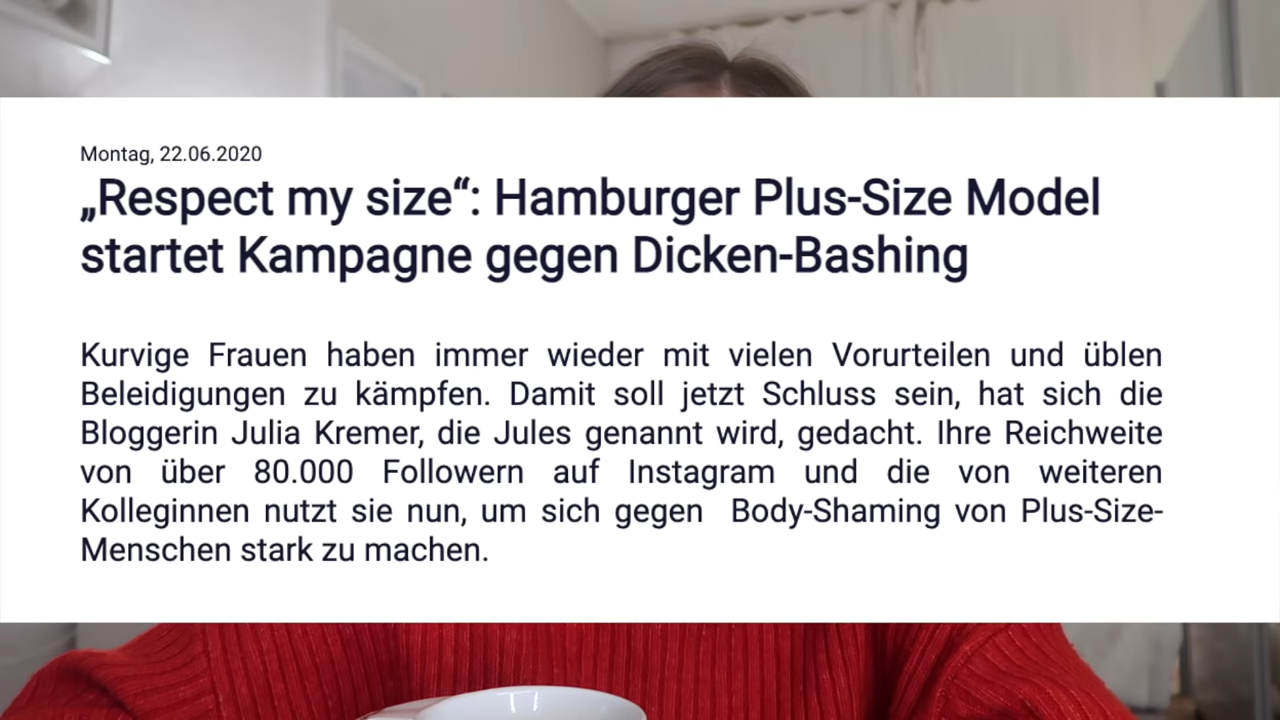 Montag, 22.06.2020
„Respect my size“: Hamburger Plus-Size Model
startet Kampagne gegen Dicken-Bashing
Kurvige Frauen haben immer wieder mit vielen Vorurteilen und üblen
Beleidigungen zu kämpfen. Damit soll jetzt Schluss sein, hat sich die
Bloggerin Julia Kremer, die Jules genannt wird, gedacht. Ihre Reichweite
von über 80.000 Followern auf Instagram und die von weiteren
Kolleginnen nutzt sie nun, um sich gegen  Body-Shaming von Plus-Size-
Menschen stark zu machen.